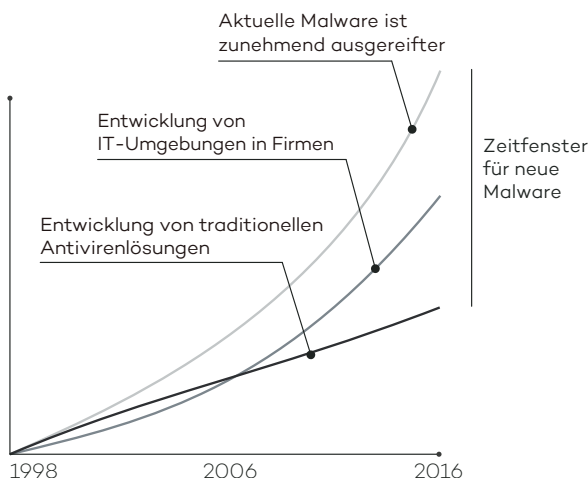 Aktuelle Malware ist
zunehmend ausgereifter
Entwicklung von
IT-Umgebungen in Firmen
Zeitfenster
für neue
Malware
Entwicklung von traditionellen
Antivirenlösungen
1998
2006
2016